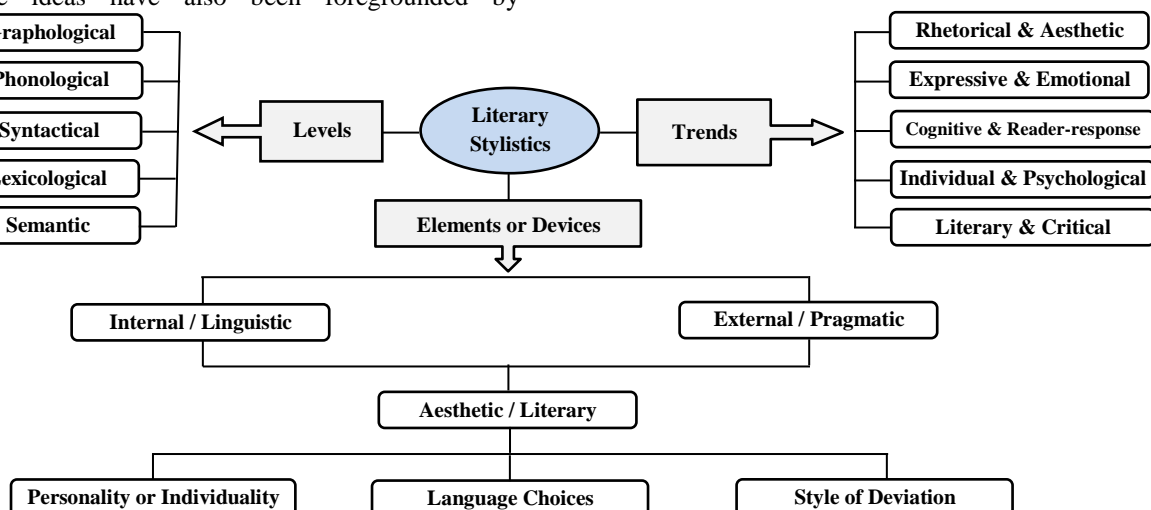 ideas have also been foregrounded by
raphological
Phonological
Syntactical
exicological
Semantic
Levels
Literary
Stylistics
Trends
Rhetorical & Aesthetic
Expressive & Emotional
Cognitive & Reader-response
Individual & Psychological
Literary & Critical
Elements or Devices
Internal / Linguistic
External / Pragmatic
Aesthetic / Literary
Personality or Individuality
Language Choices
Style of Deviation